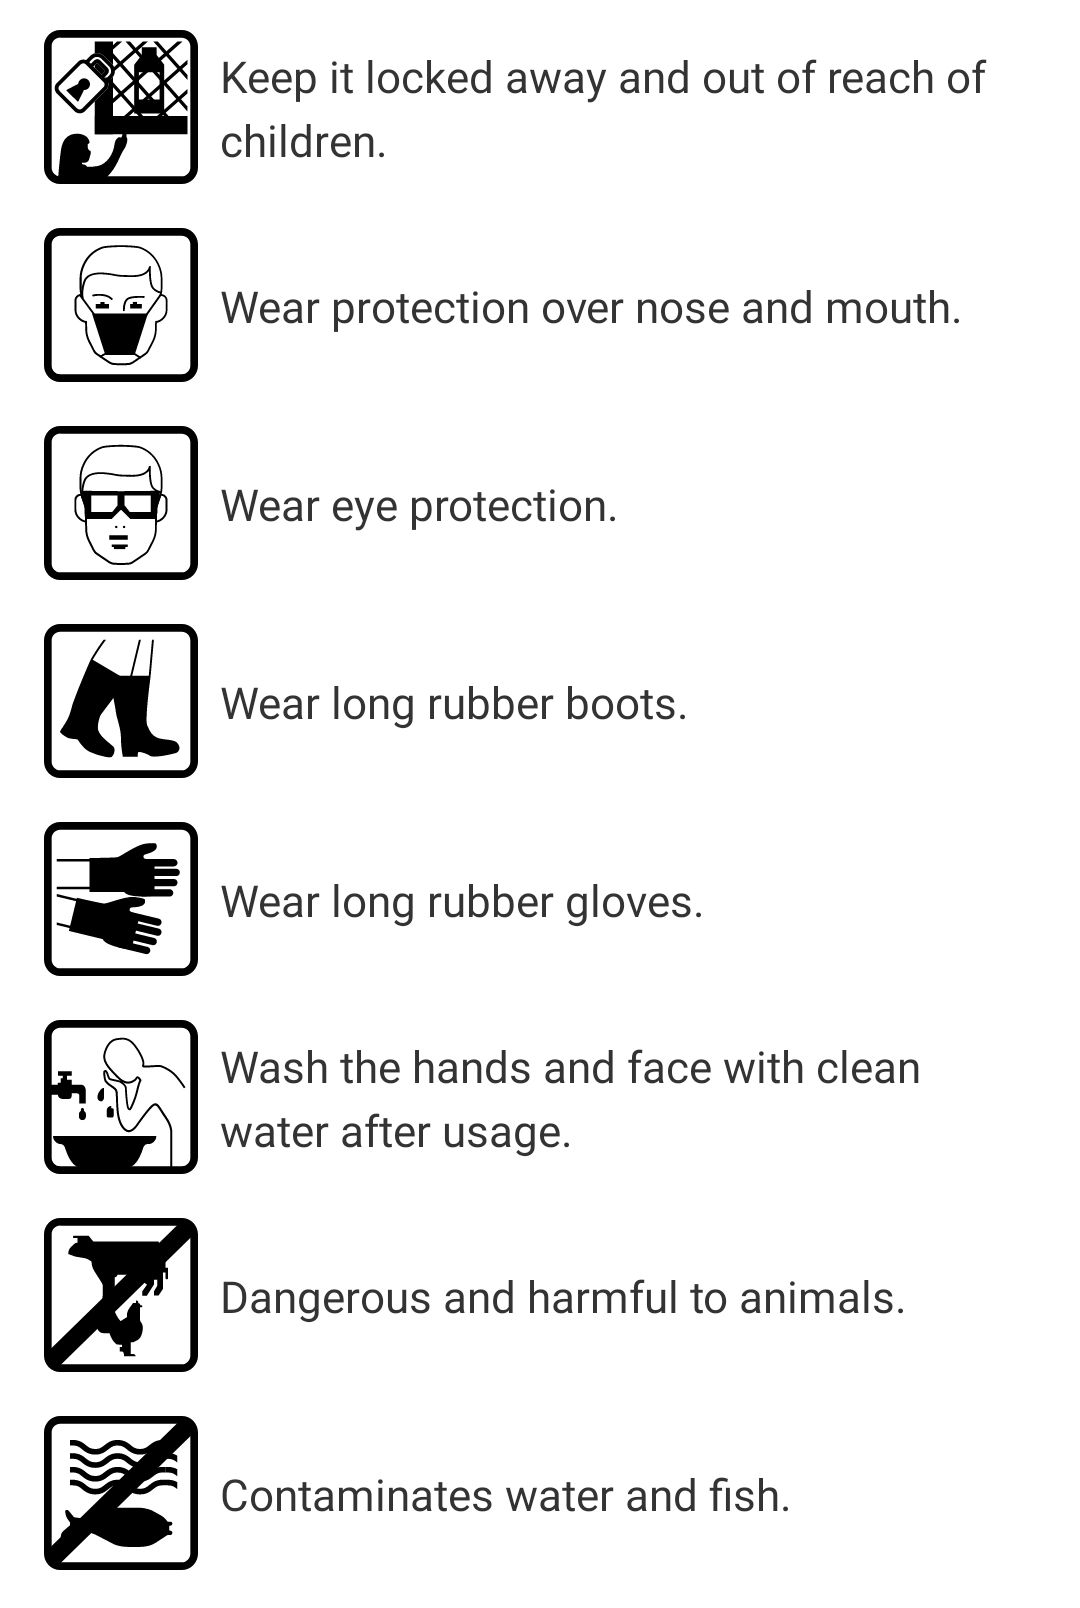 Keep it locked away and out of reach of
children.
Wear protection over nose and mouth.
Wear eye protection.
Wear long rubber boots.
Wear long rubber gloves.
Wash the hands and face with clean
water after usage.
Dangerous and harmful to animals.
Contaminates water and fish.